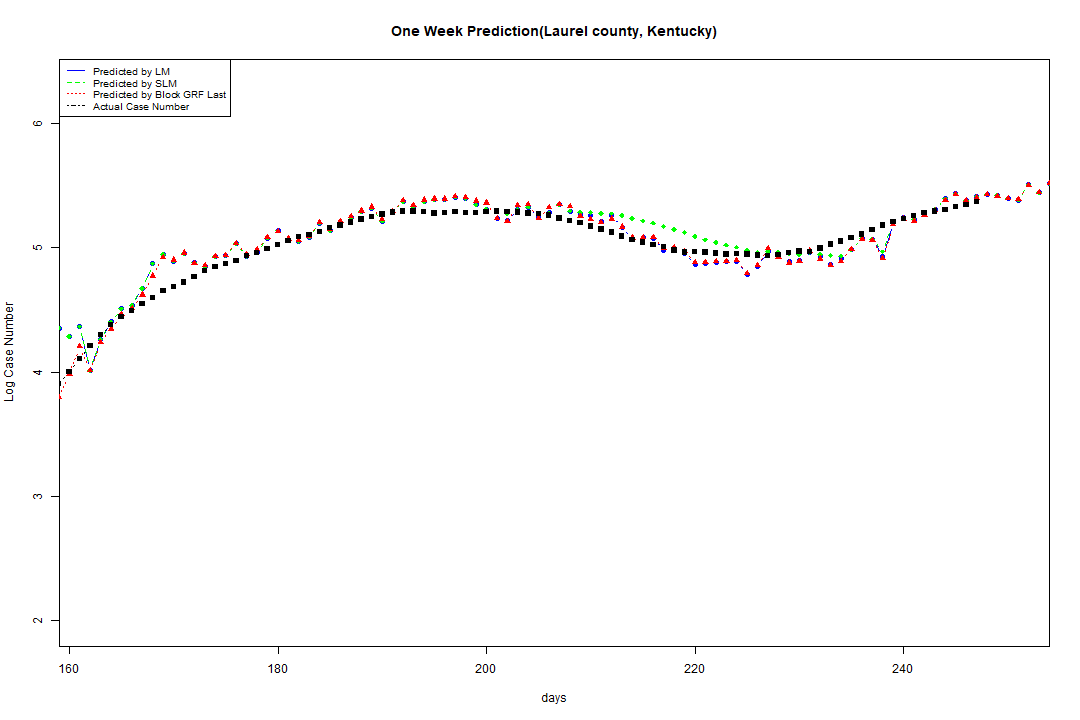 One Week Prediction(Laurel county, Kentucky)
Predicted by LM
Predicted by SLM
Predicted by Block GRF Last
Actual Case Number
6
5
4
3
2
Log Case Number
160 180 200 220 240
days